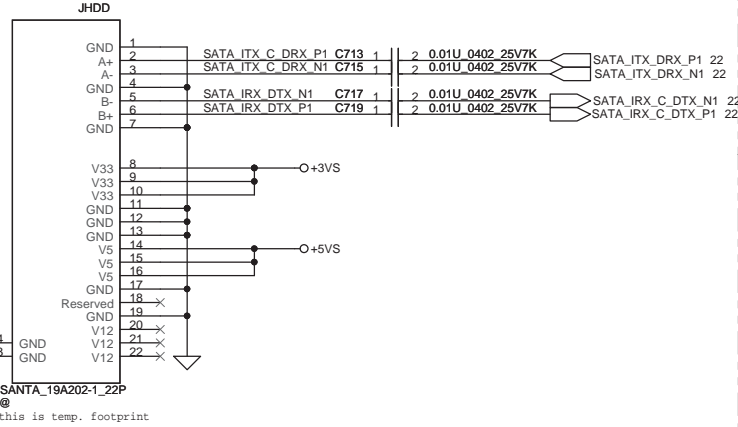 JHDD
GND 1
A+ 2 SATA_ITX_C_DRX_P1 C713 1 2 0.01U_0402_25V7K SATA_ITX_DRX_P1 22
A- 3 SATA_ITX_C_DRX_N1 C715 1 2 0.01U_0402_25V7K SATA_ITX_DRX_N1 22
GND 4
B- 5 SATA_IRX_DTX_N1 C717 1 2 0.01U_0402_25V7K SATA_IRX_C_DTX_N1 22
B+ 6 SATA_IRX_DTX_P1 C719 1 2 0.01U_0402_25V7K SATA_IRX_C_DTX_P1 22
GND 7
V33 8 +3VS
V33 9
V33 10
GND 11
GND 12
GND 13
V5 14 +5VS
V5 15
V5 16
GND 17
Reserved 18
GND 19
V12 20
GND V12 21
GND V12 22
SANTA_19A202-1_22P
@
this is temp. footprint